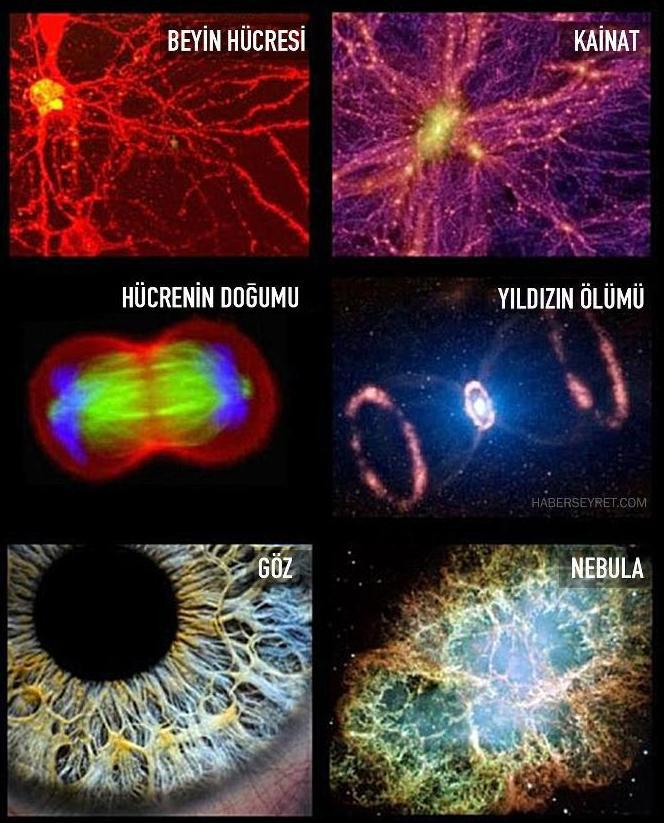 BEYİN HÜCRESİ
KAİNAT
HÜCRENİN DOĞUMU
YILDIZIN ÖLÜMÜ
HABERSEYRET.COM
GÖZ
NEBULA